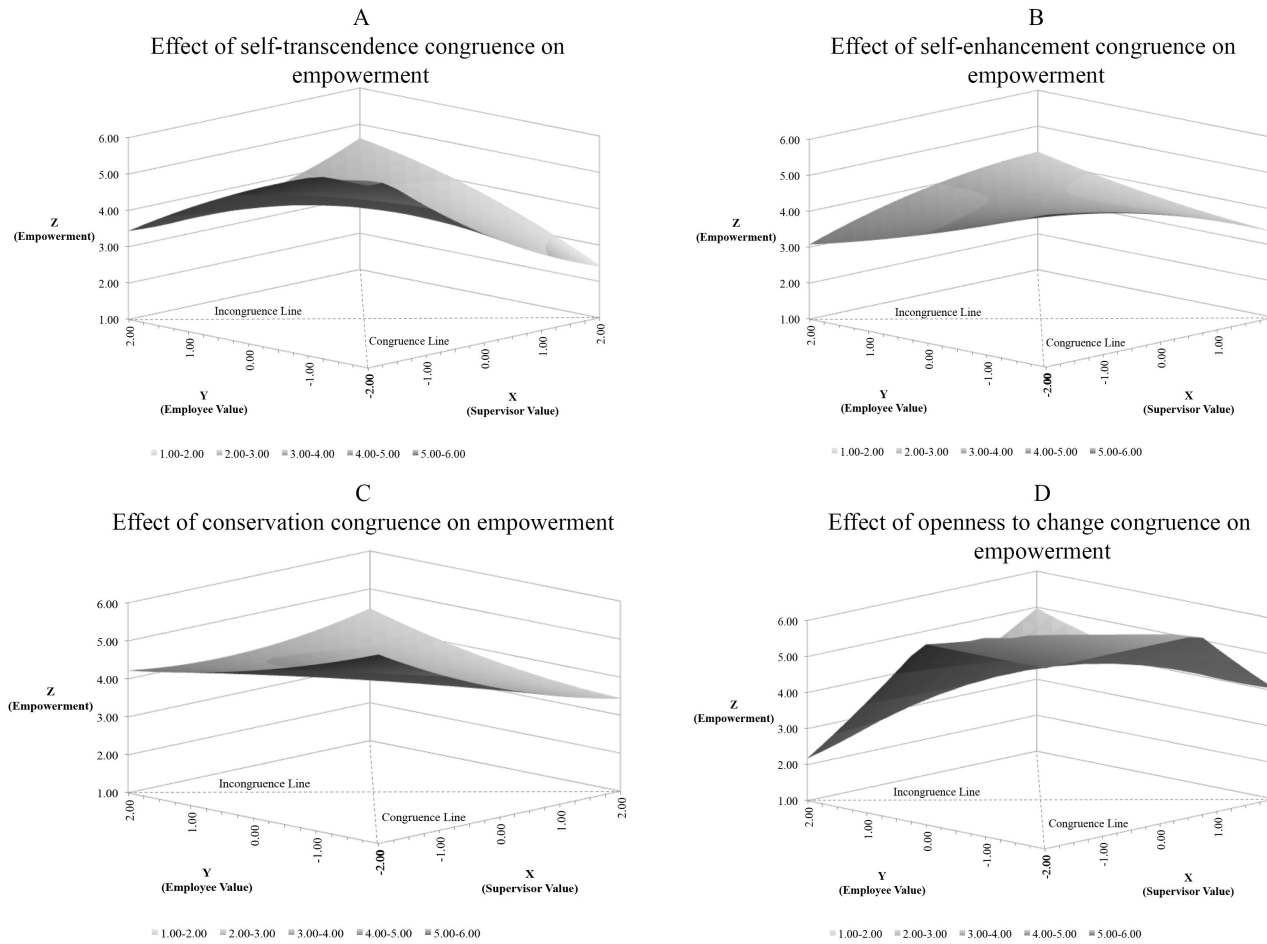 A
Effect of self-transcendence congruence on
empowerment
6.00
5.00
4.00
3.00
2.00
1.00
Z
(Empowerment)
Incongruence Line
Congruence Line
2.00
1.00
0.00
-1.00
-2.00
-1.00
0.00
1.00
2.00
Y
(Employee Value)
X
(Supervisor Value)
1.00-2.00 2.00-3.00 3.00-4.00 4.00-5.00 5.00-6.00
B
Effect of self-enhancement congruence on
empowerment
6.00
5.00
4.00
3.00
2.00
1.00
Z
(Empowerment)
Incongruence Line
Congruence Line
2.00
1.00
0.00
-1.00
-2.00
-1.00
0.00
1.00
Y
(Employee Value)
X
(Supervisor Value)
1.00-2.00 2.00-3.00 3.00-4.00 4.00-5.00 5.00-6.00
C
Effect of conservation congruence on empowerment
6.00
5.00
4.00
3.00
2.00
1.00
Z
(Empowerment)
Incongruence Line
Congruence Line
2.00
1.00
0.00
-1.00
-2.00
-1.00
0.00
1.00
2.00
Y
(Employee Value)
X
(Supervisor Value)
1.00-2.00 2.00-3.00 3.00-4.00 4.00-5.00 5.00-6.00
D
Effect of openness to change congruence on
empowerment
6.00
5.00
4.00
3.00
2.00
1.00
Z
(Empowerment)
Incongruence Line
Congruence Line
2.00
1.00
0.00
-1.00
-2.00
-1.00
0.00
1.00
Y
(Employee Value)
X
(Supervisor Value)
1.00-2.00 2.00-3.00 3.00-4.00 4.00-5.00 5.00-6.00